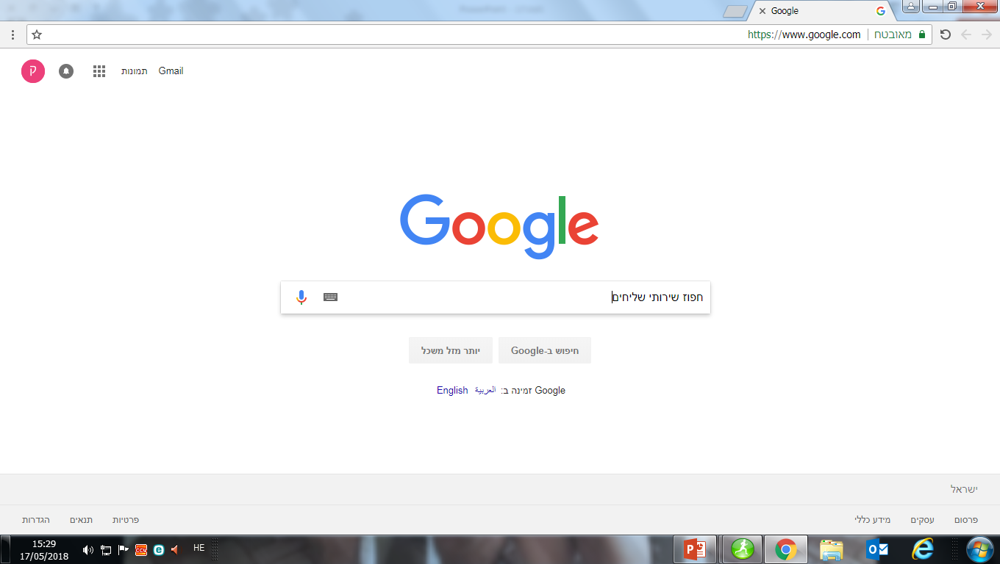 Google
https://www.google.com
מאובטח
ק
תמונות
Gmail
Google
חפוז שירותי שליחים
חיפוש ב-Google
יותר מזל משכל
Google זמינה ב: العربية English
ישראל
פרסום
עסקים
מידע כללי
פרטיות
תנאים
הגדרות
HE
15:29
17/05/2018